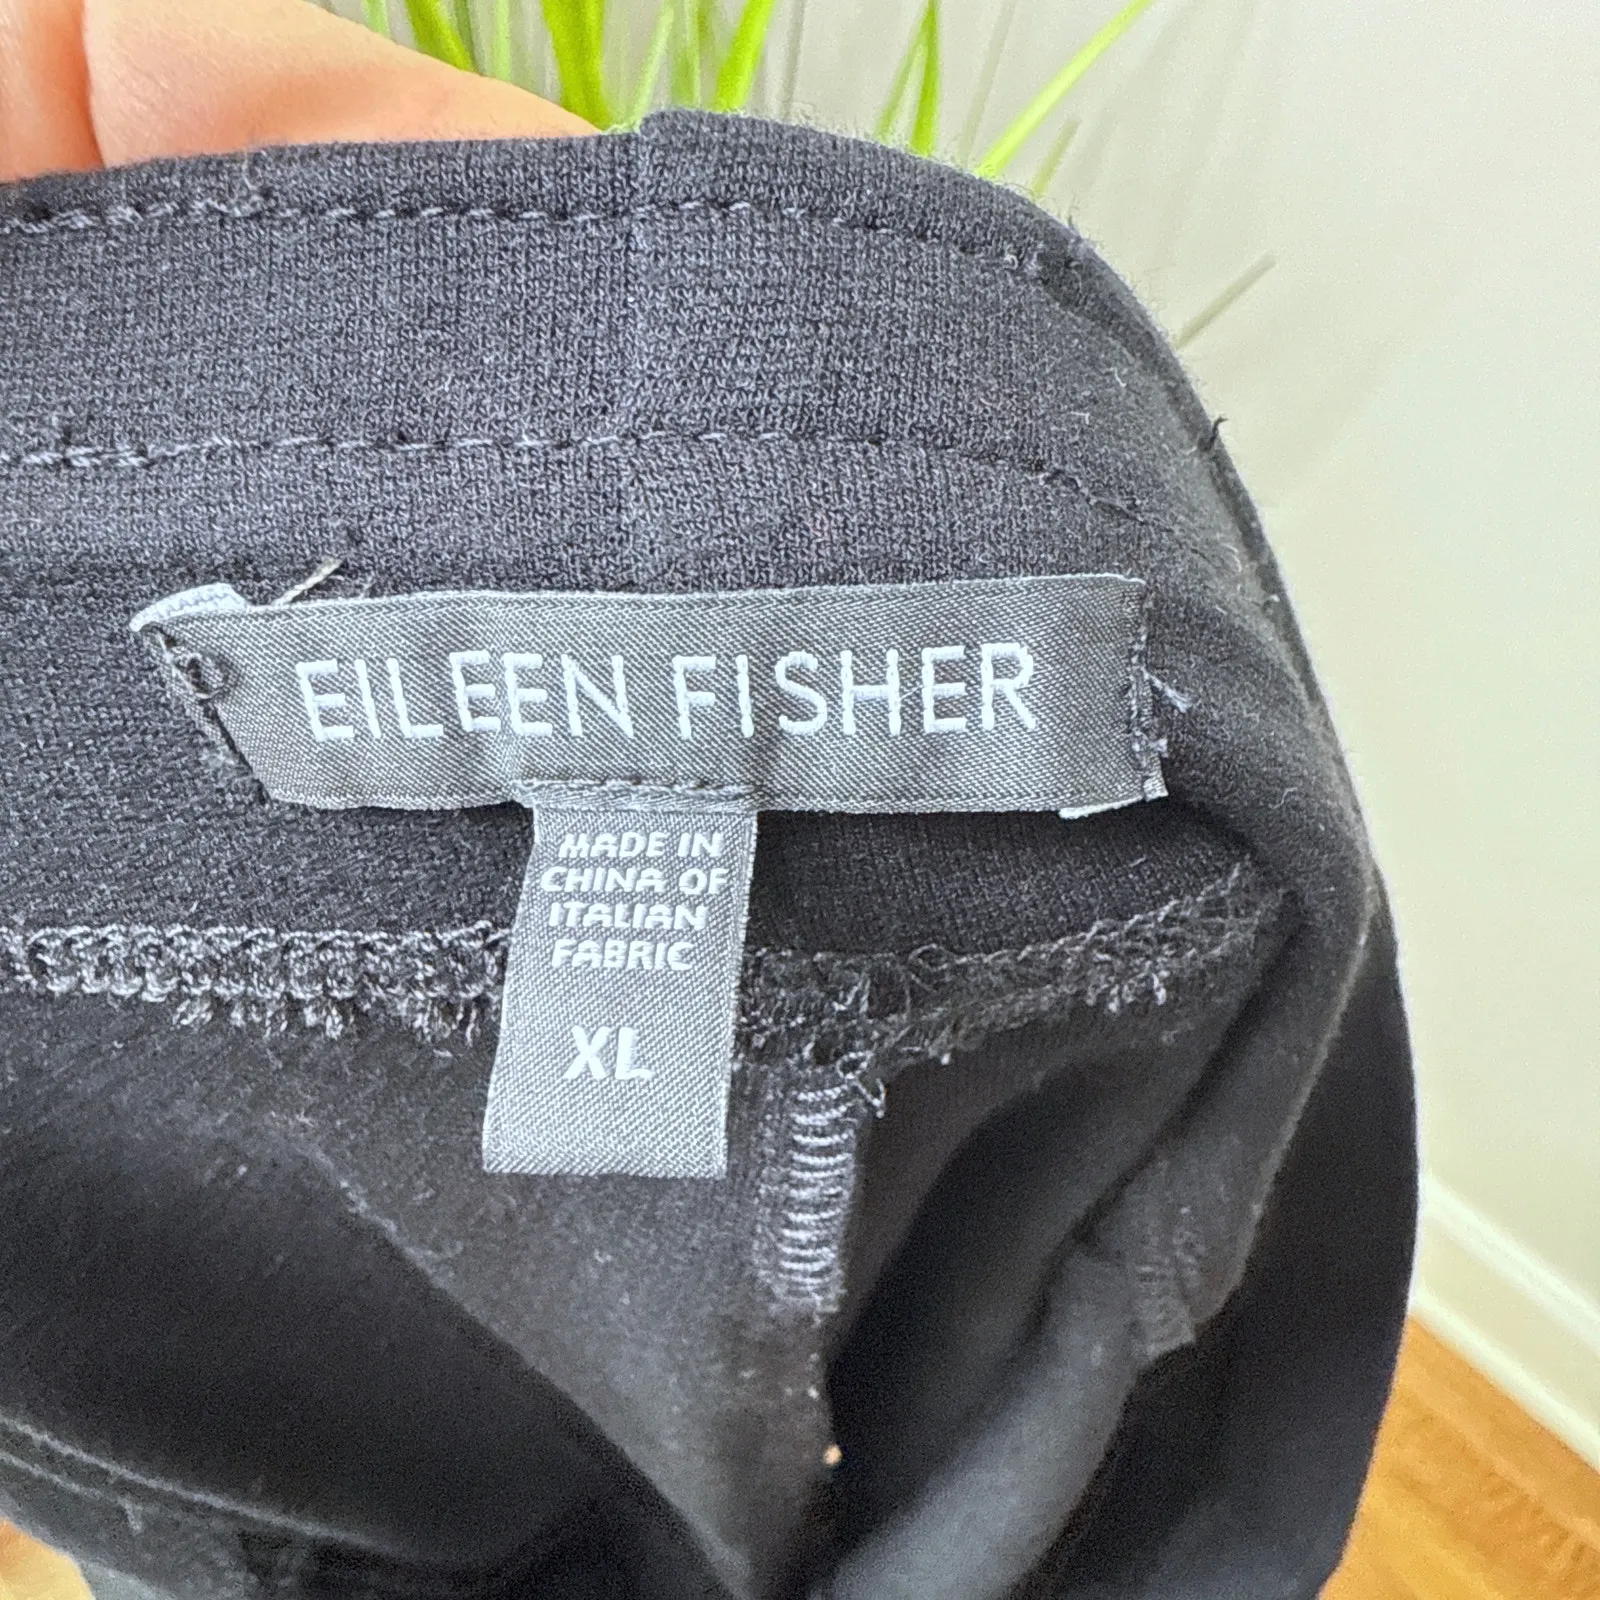 EILEEN FISHER
MADE IN
CHINA OF
ITALIAN
FABRIC
XL